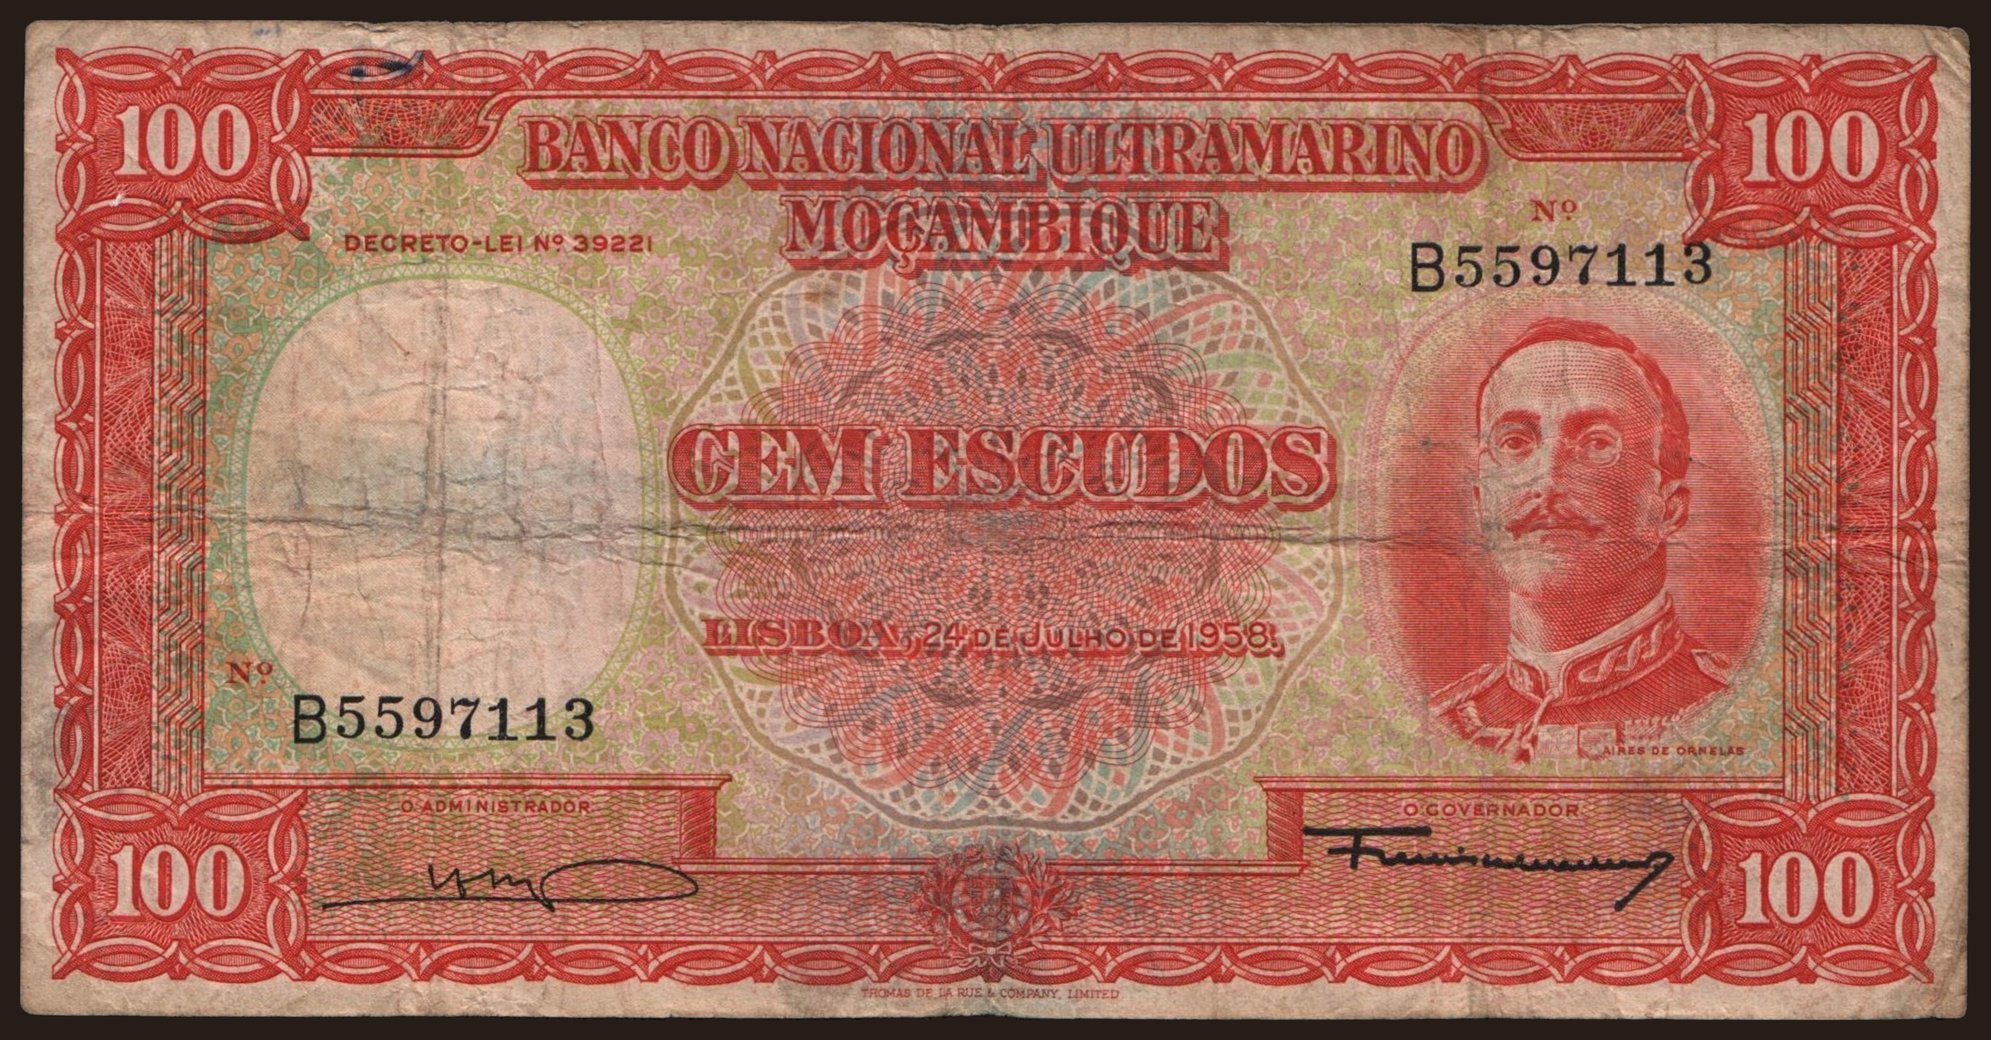 100
100
BANCO NACIONAL ULTRAMARINO
MOÇAMBIQUE
DECRETO-LEI Nº 39221
Nº
B5597113
CEM ESCUDOS
LISBOA, 24 DE JULHO DE 1958.
Nº
B5597113
AIRES DE ORNELAS
O ADMINISTRADOR
O GOVERNADOR
100
100
THOMAS DE LA RUE & COMPANY, LIMITED